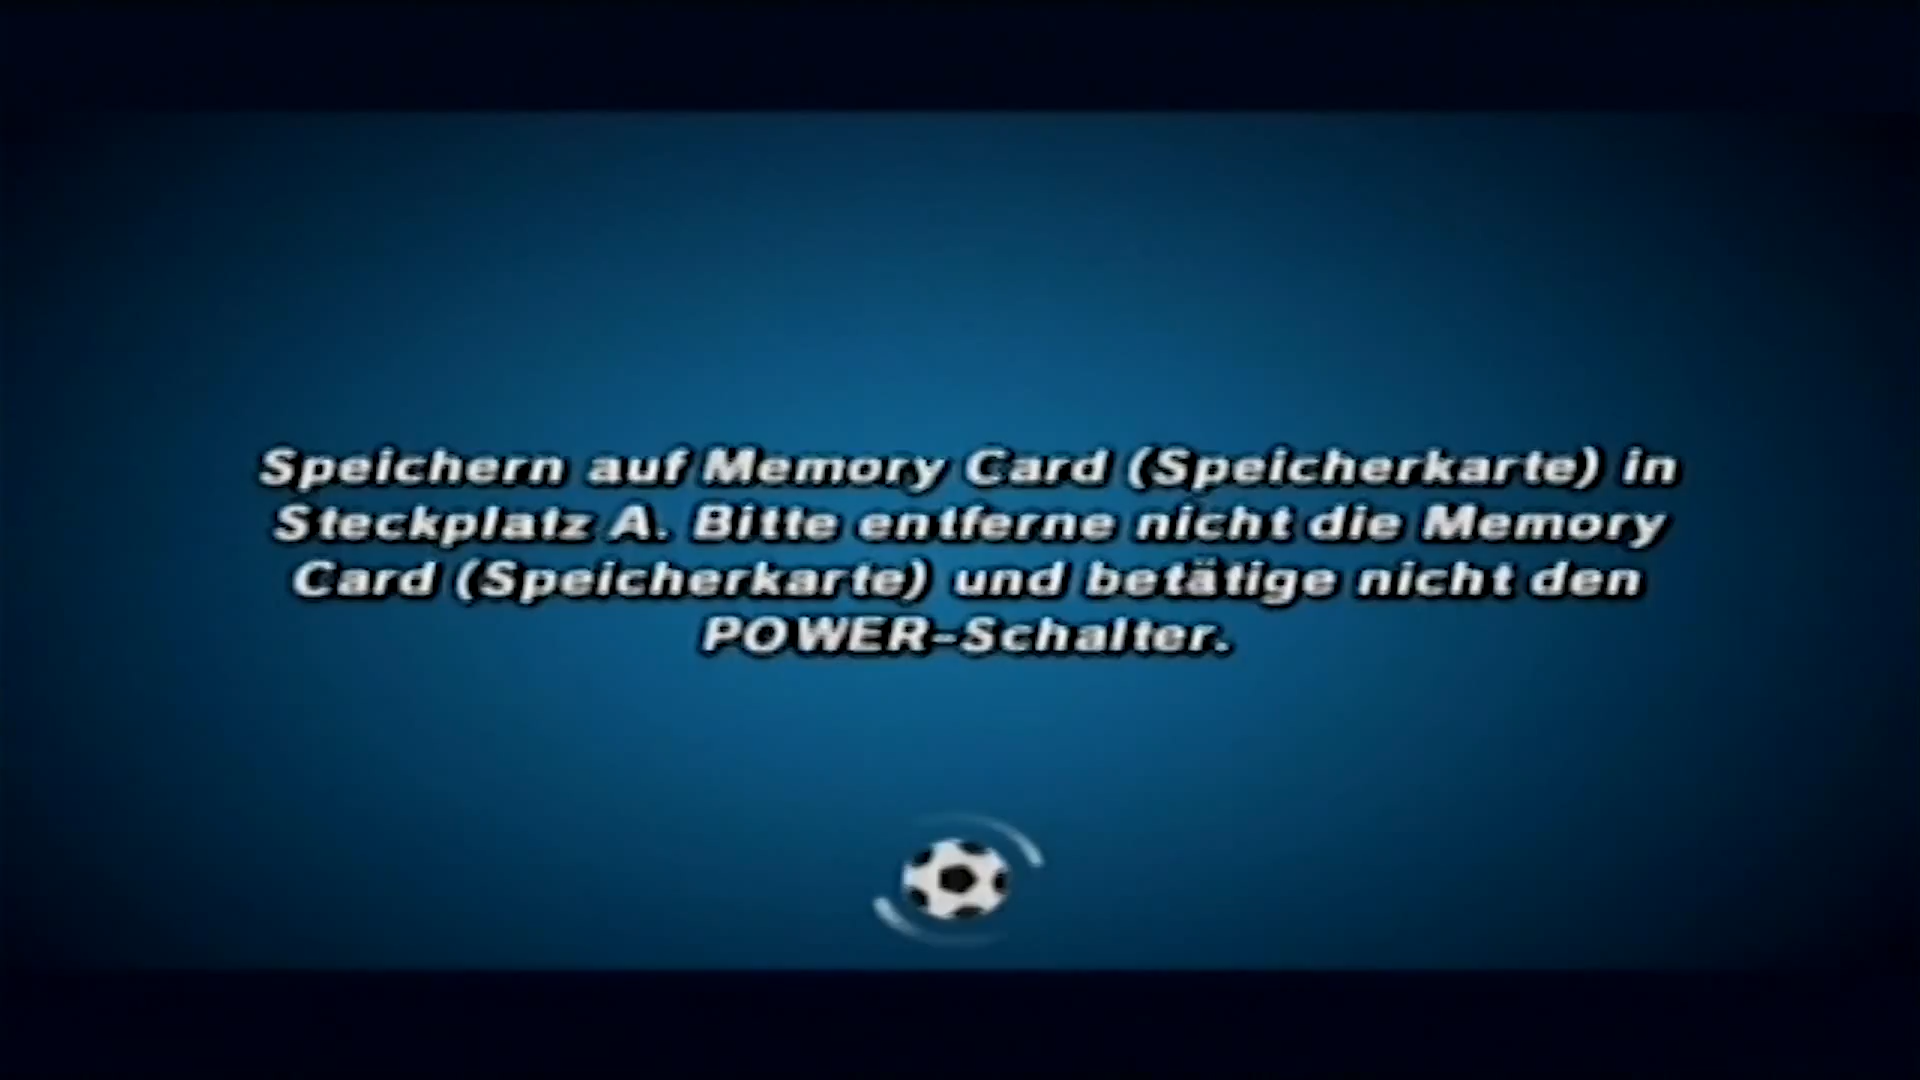 Speichern auf Memory Card (Speicherkarte) in
Steckplatz A. Bitte entferne nicht die Memory
Card (Speicherkarte) und betätige nicht den
POWER-Schalter.